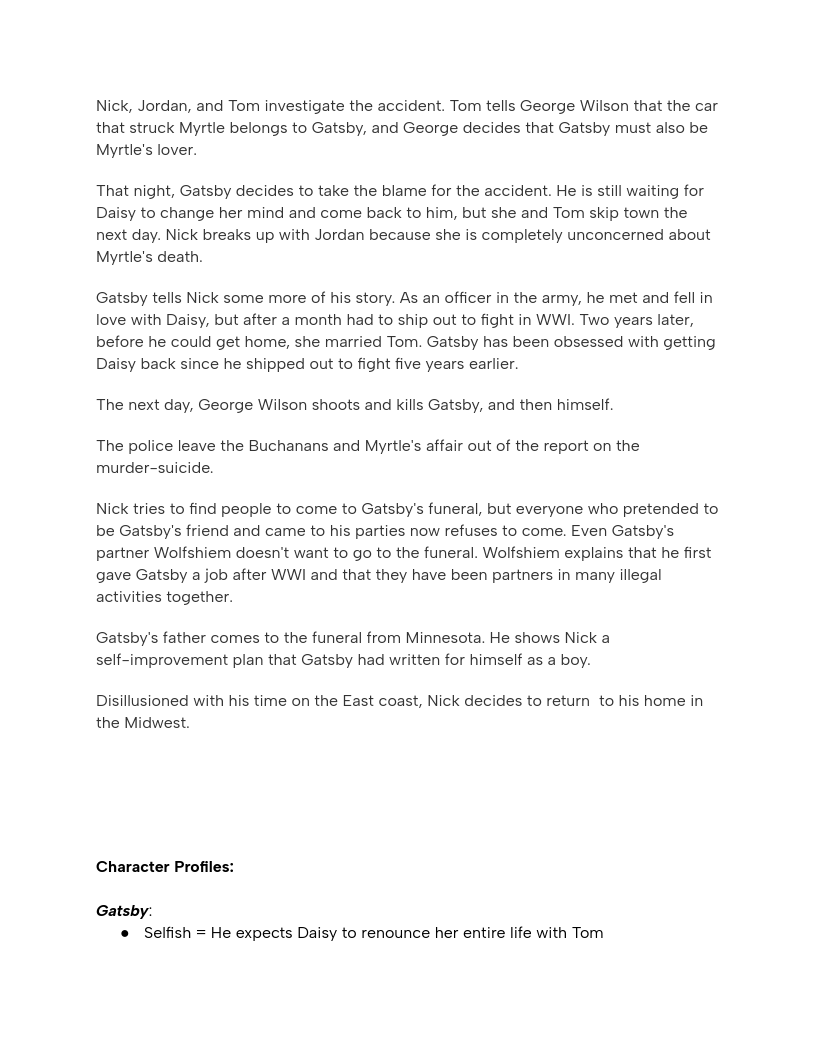 Nick, Jordan, and Tom investigate the accident. Tom tells George Wilson that the car
that struck Myrtle belongs to Gatsby, and George decides that Gatsby must also be
Myrtle's lover.
That night, Gatsby decides to take the blame for the accident. He is still waiting for
Daisy to change her mind and come back to him, but she and Tom skip town the
next day. Nick breaks up with Jordan because she is completely unconcerned about
Myrtle's death.
Gatsby tells Nick some more of his story. As an officer in the army, he met and fell in
love with Daisy, but after a month had to ship out to fight in WWI. Two years later,
before he could get home, she married Tom. Gatsby has been obsessed with getting
Daisy back since he shipped out to fight five years earlier.
The next day, George Wilson shoots and kills Gatsby, and then himself.
The police leave the Buchanans and Myrtle's affair out of the report on the
murder-suicide.
Nick tries to find people to come to Gatsby's funeral, but everyone who pretended to
be Gatsby's friend and came to his parties now refuses to come. Even Gatsby's
partner Wolfshiem doesn't want to go to the funeral. Wolfshiem explains that he first
gave Gatsby a job after WWI and that they have been partners in many illegal
activities together.
Gatsby's father comes to the funeral from Minnesota. He shows Nick a
self-improvement plan that Gatsby had written for himself as a boy.
Disillusioned with his time on the East coast, Nick decides to return  to his home in
the Midwest.
Character Profiles:
Gatsby:
● Selfish = He expects Daisy to renounce her entire life with Tom